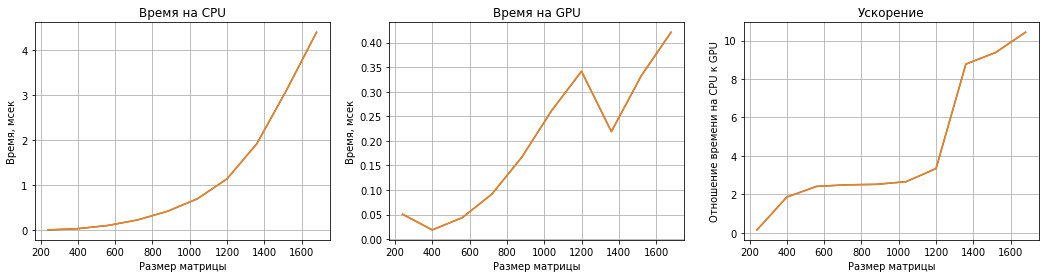 Время на CPU
Время, мсек
4
3
2
1
0
200 400 600 800 1000 1200 1400 1600
Размер матрицы
Время на GPU
Время, мсек
0.40
0.35
0.30
0.25
0.20
0.15
0.10
0.05
0.00
200 400 600 800 1000 1200 1400 1600
Размер матрицы
Ускорение
Отношение времени на CPU к GPU
10
8
6
4
2
0
200 400 600 800 1000 1200 1400 1600
Размер матрицы